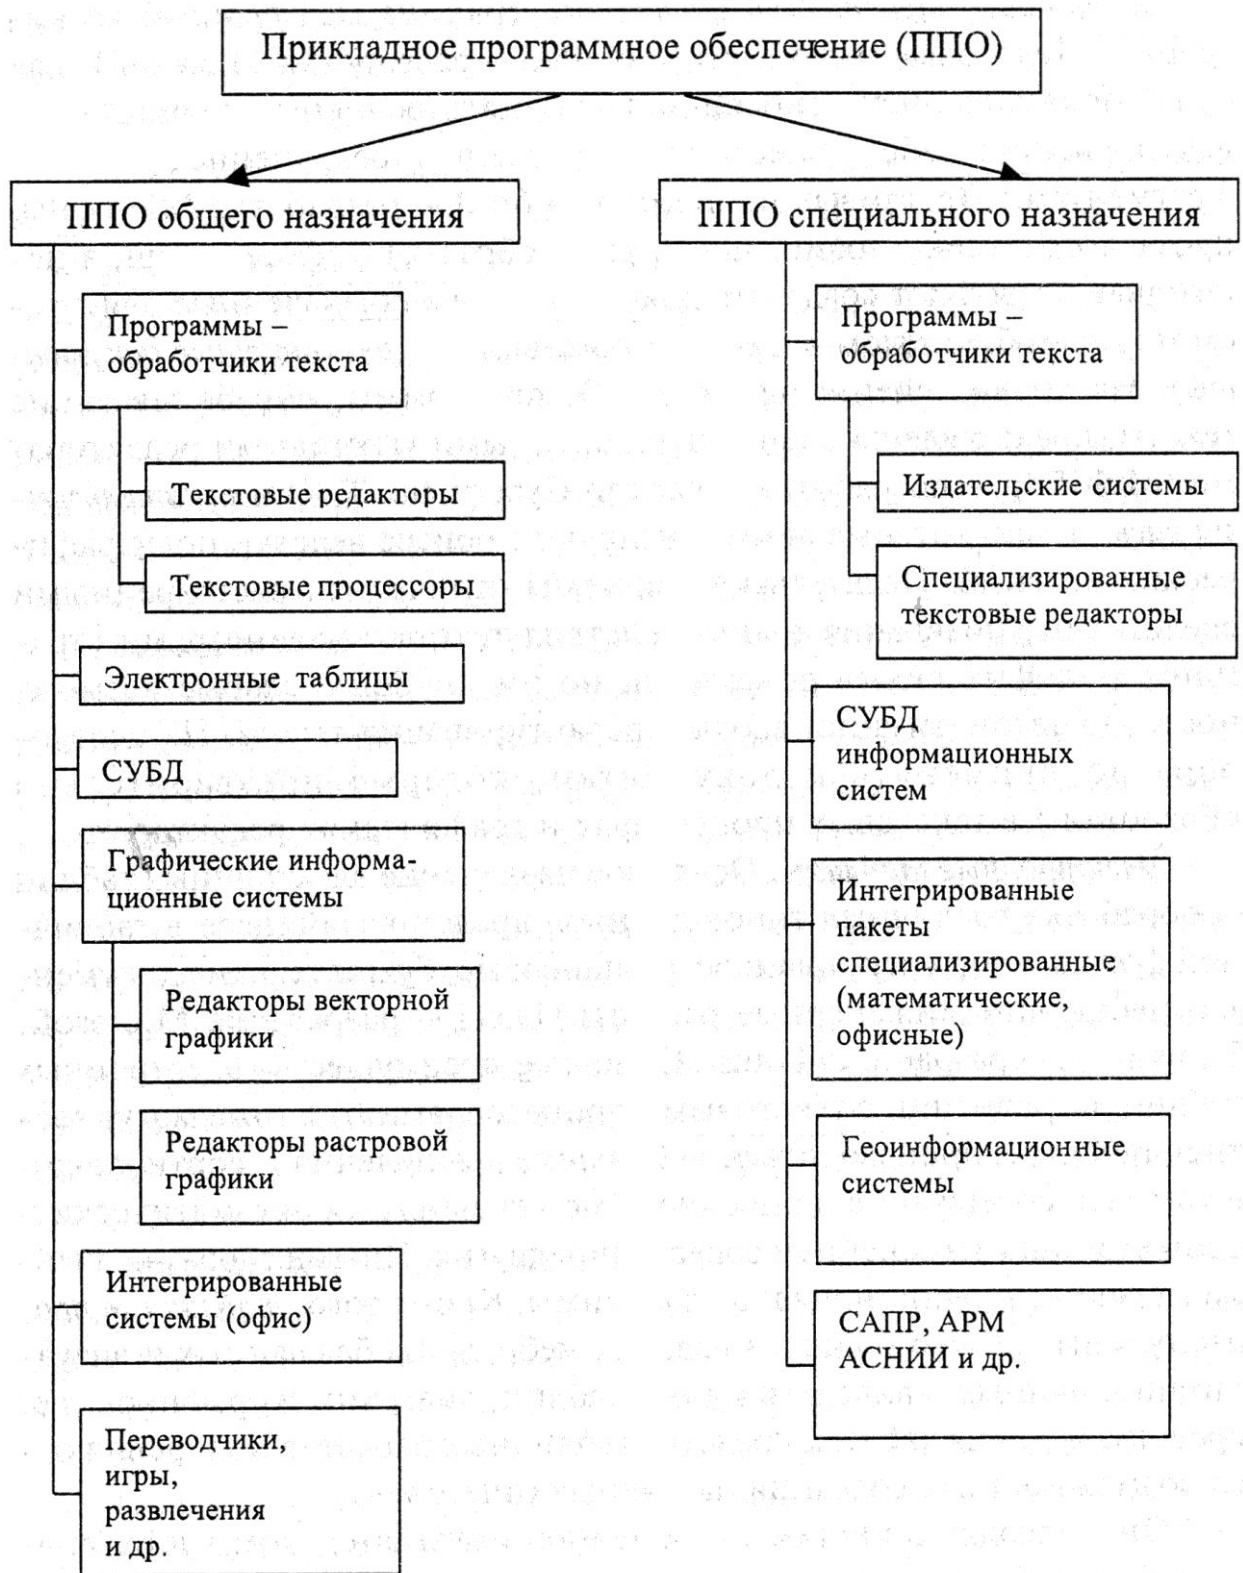 Прикладное программное обеспечение (ППО)
ППО общего назначения
Программы –
обработчики текста
Текстовые редакторы
Текстовые процессоры
Электронные таблицы
СУБД
Графические информа-
ционные системы
Редакторы векторной
графики
Редакторы растровой
графики
Интегрированные
системы (офис)
Переводчики,
игры,
развлечения
и др.
ППО специального назначения
Программы –
обработчики текста
Издательские системы
Специализированные
текстовые редакторы
СУБД
информационных
систем
Интегрированные
пакеты
специализированные
(математические,
офисные)
Геоинформационные
системы
САПР, АРМ
АСНИИ и др.